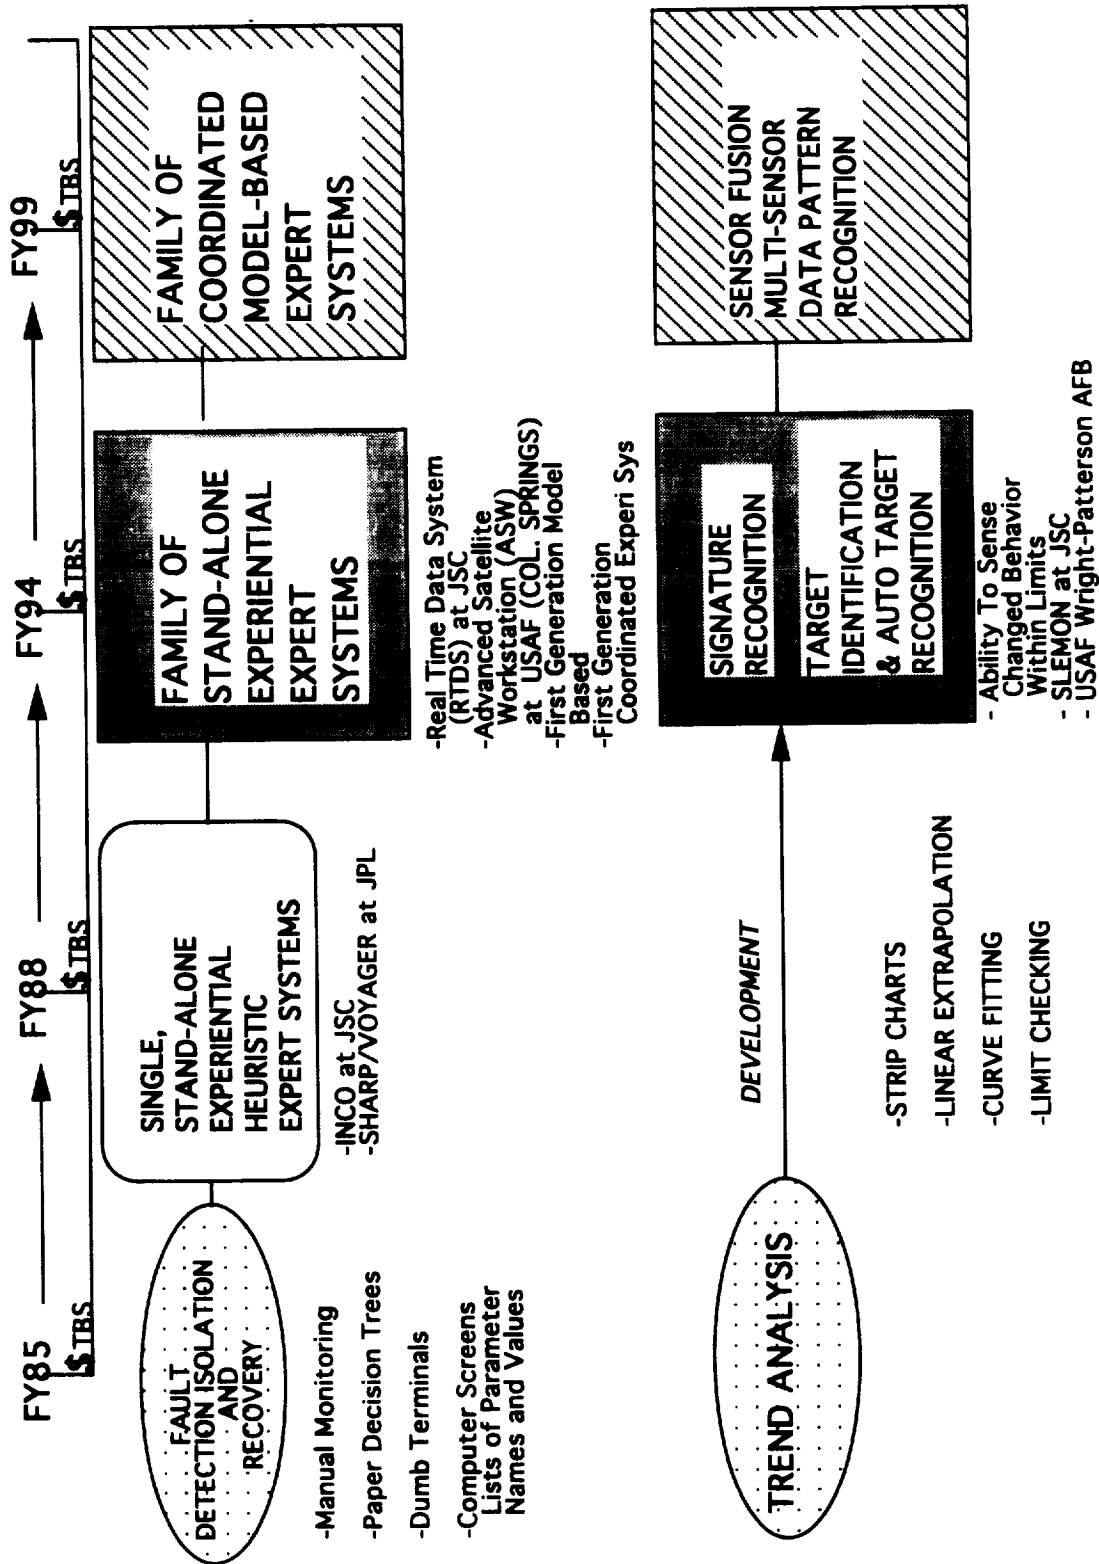 FY85
FY88
FY94
FY99
$ TBS
$ TBS
$ TBS
$ TBS
FAULT
DETECTION ISOLATION
AND
RECOVERY
-Manual Monitoring
-Paper Decision Trees
-Dumb Terminals
-Computer Screens
Lists of Parameter
Names and Values
SINGLE,
STAND-ALONE
EXPERIENTIAL
HEURISTIC
EXPERT SYSTEMS
-INCO at JSC
-SHARP/VOYAGER at JPL
FAMILY OF
STAND-ALONE
EXPERIENTIAL
EXPERT
SYSTEMS
-Real Time Data System
(RTDS) at JSC
-Advanced Satellite
Workstation (ASW)
at USAF (COL. SPRINGS)
-First Generation Model
Based
-First Generation
Coordinated Experi Sys
FAMILY OF
COORDINATED
MODEL-BASED
EXPERT
SYSTEMS
TREND ANALYSIS
DEVELOPMENT
-STRIP CHARTS
-LINEAR EXTRAPOLATION
-CURVE FITTING
-LIMIT CHECKING
SIGNATURE
RECOGNITION
TARGET
IDENTIFICATION
& AUTO TARGET
RECOGNITION
- Ability To Sense
Changed Behavior
Within Limits
- SLEMON at JSC
- USAF Wright-Patterson AFB
SENSOR FUSION
MULTI-SENSOR
DATA PATTERN
RECOGNITION